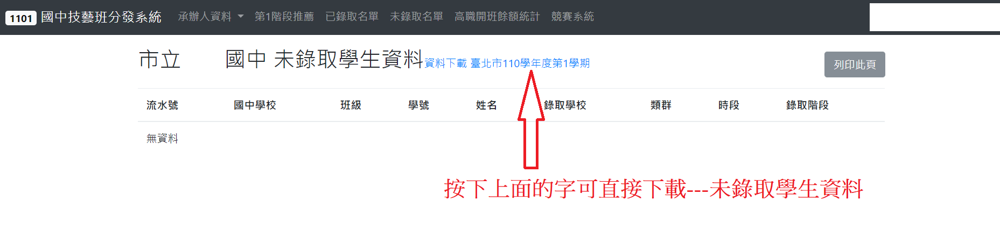 1101 國中技藝班分發系統 承辦人資料 第1階段推薦 已錄取名單 未錄取名單 高職開班餘額統計 競賽系統
市立 國中 未錄取學生資料 資料下載 臺北市110學年度第1學期 列印此頁
流水號 國中學校 班級 學號 姓名 錄取學校 類群 時段 錄取階段
無資料
按下上面的字可直接下載---未錄取學生資料